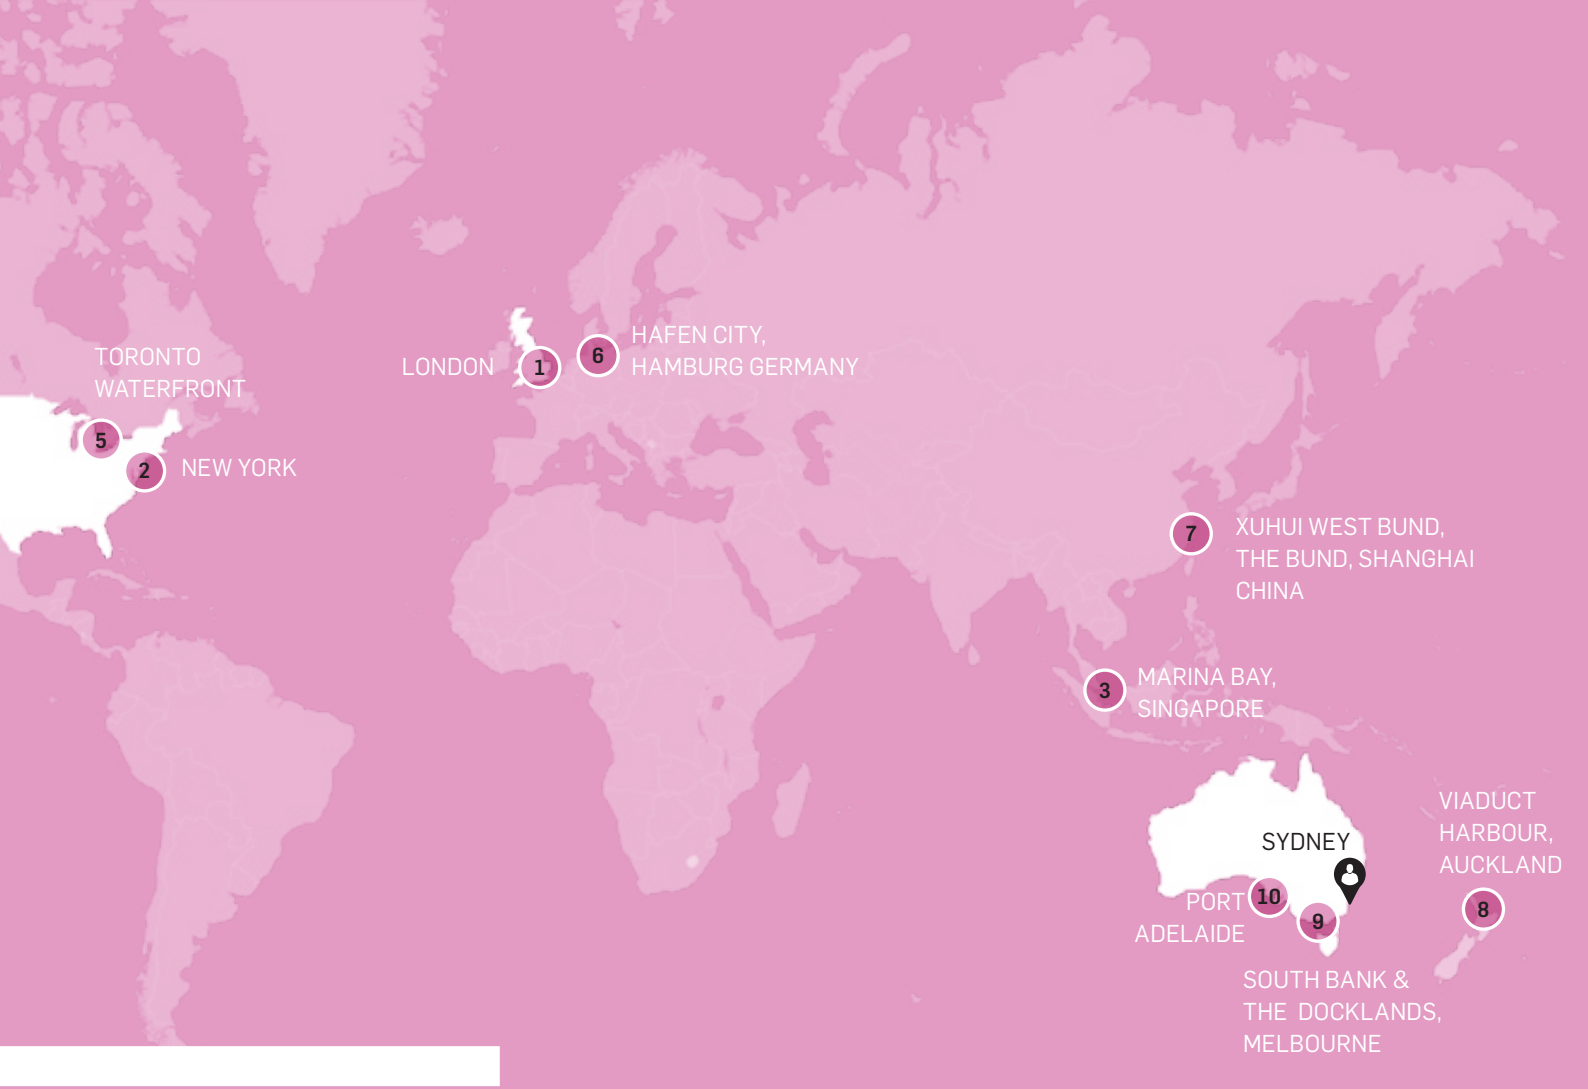 TORONTO
WATERFRONT
5
2
NEW YORK
LONDON
1
6
HAFEN CITY,
HAMBURG GERMANY
7
XUHUI WEST BUND,
THE BUND, SHANGHAI
CHINA
3
MARINA BAY,
SINGAPORE
SYDNEY
PORT
ADELAIDE
10
9
SOUTH BANK &
THE DOCKLANDS,
MELBOURNE
VIADUCT
HARBOUR,
AUCKLAND
8